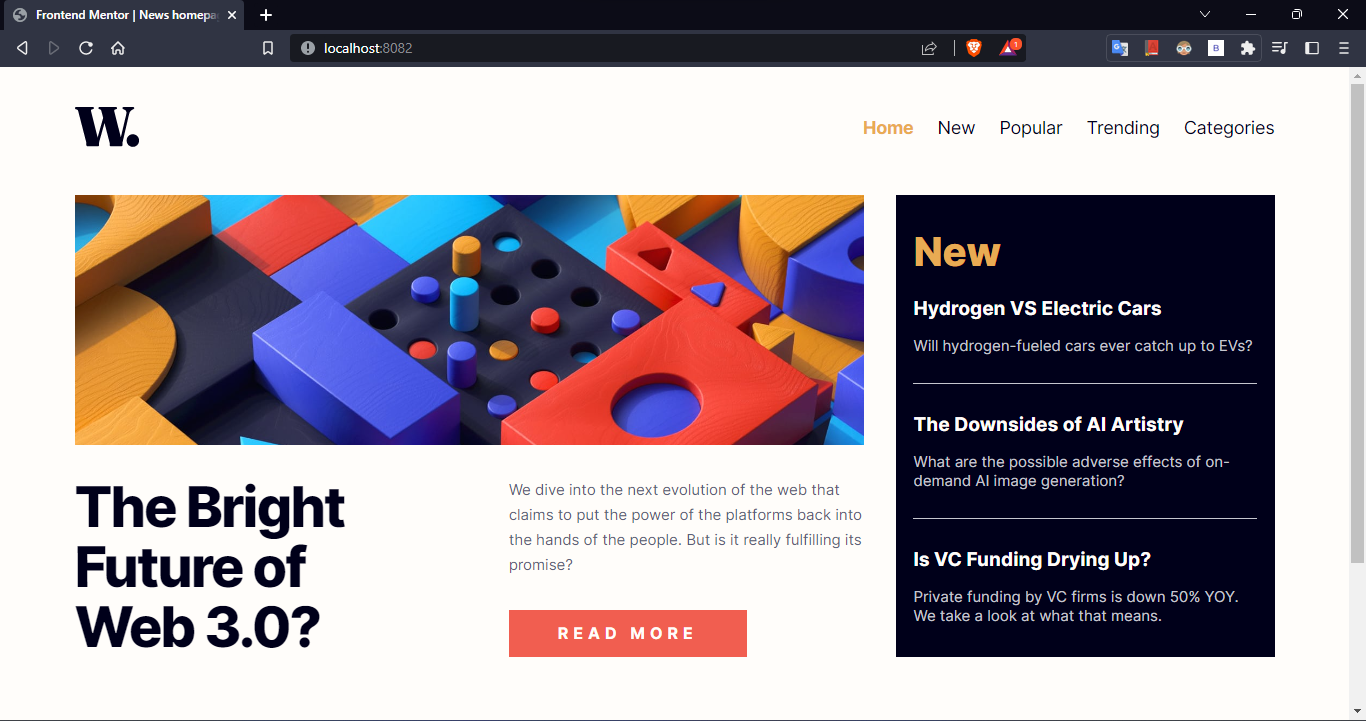 Frontend Mentor | News homepa
localhost:8082
1
W.
Home New Popular Trending Categories
The Bright
Future of
Web 3.0?
We dive into the next evolution of the web that
claims to put the power of the platforms back into
the hands of the people. But is it really fulfilling its
promise?
READ MORE
New
Hydrogen VS Electric Cars
Will hydrogen-fueled cars ever catch up to EVs?
The Downsides of AI Artistry
What are the possible adverse effects of on-
demand AI image generation?
Is VC Funding Drying Up?
Private funding by VC firms is down 50% YOY.
We take a look at what that means.